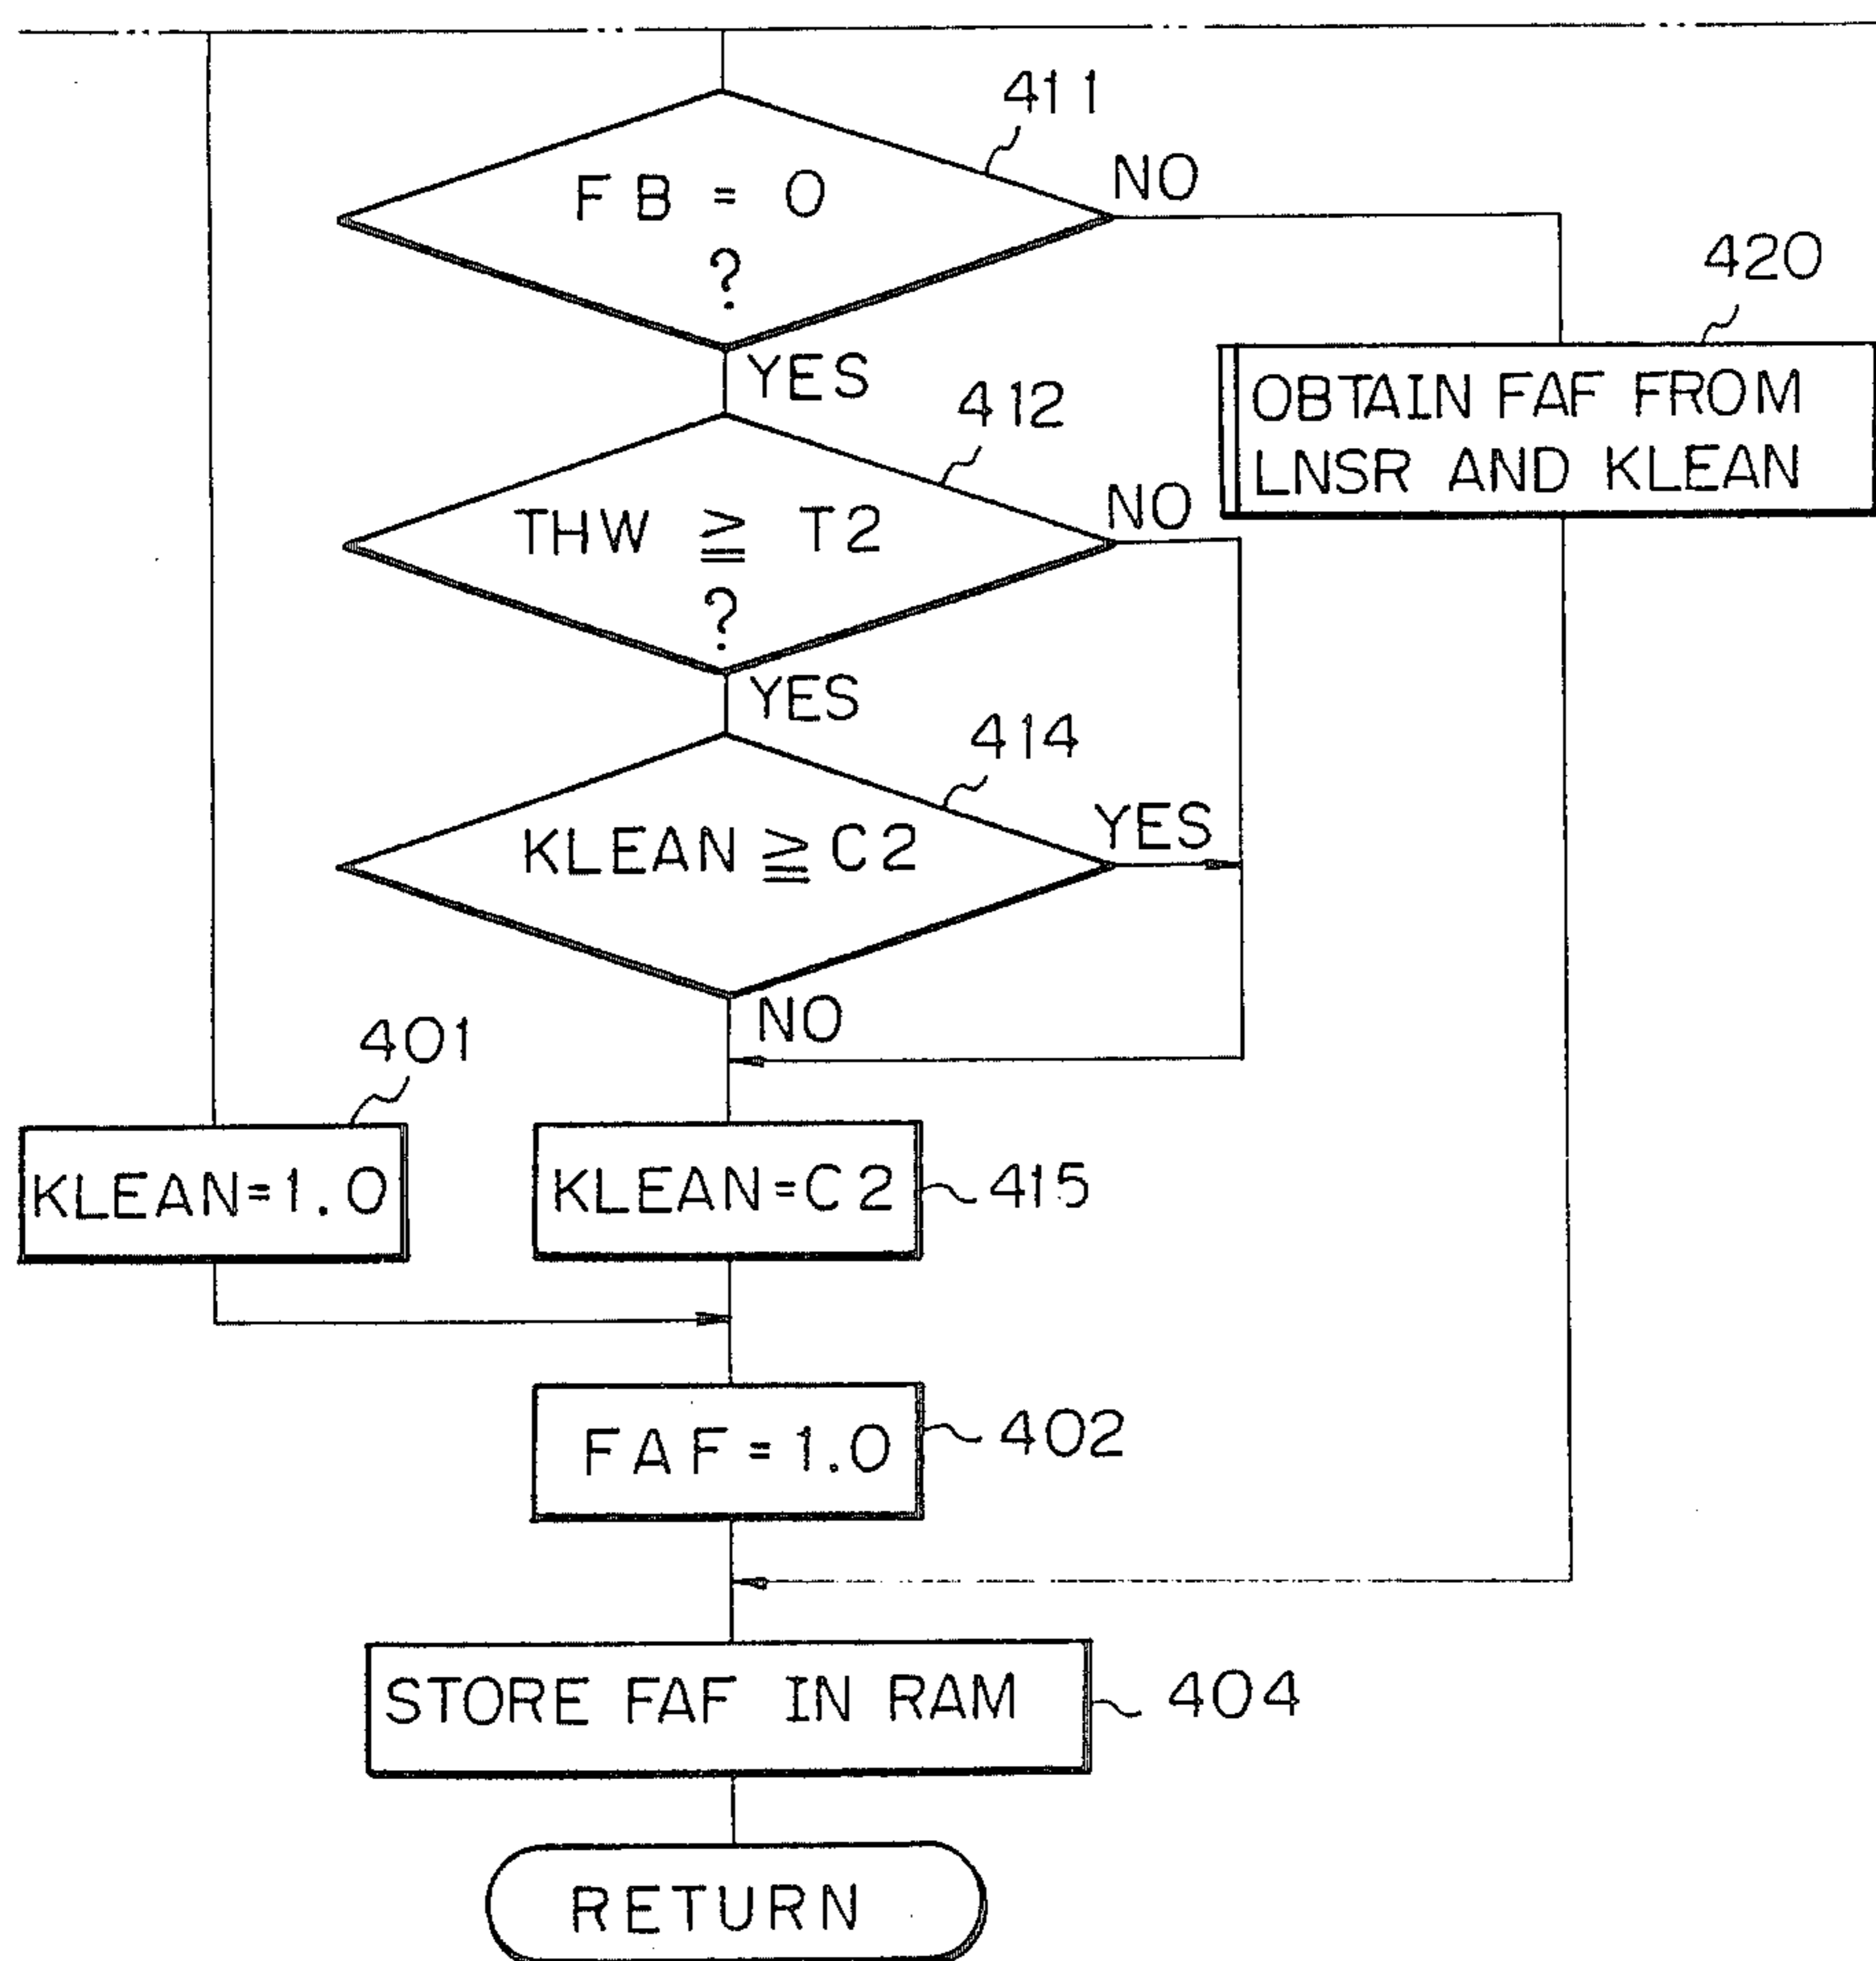 411
FB = 0
?
NO
YES
420
OBTAIN FAF FROM
LNSR AND KLEAN
412
THW ≧ T2
?
NO
YES
414
KLEAN ≧ C2
YES
NO
401
KLEAN=1.0
KLEAN=C2
415
FAF=1.0
402
STORE FAF IN RAM
404
RETURN